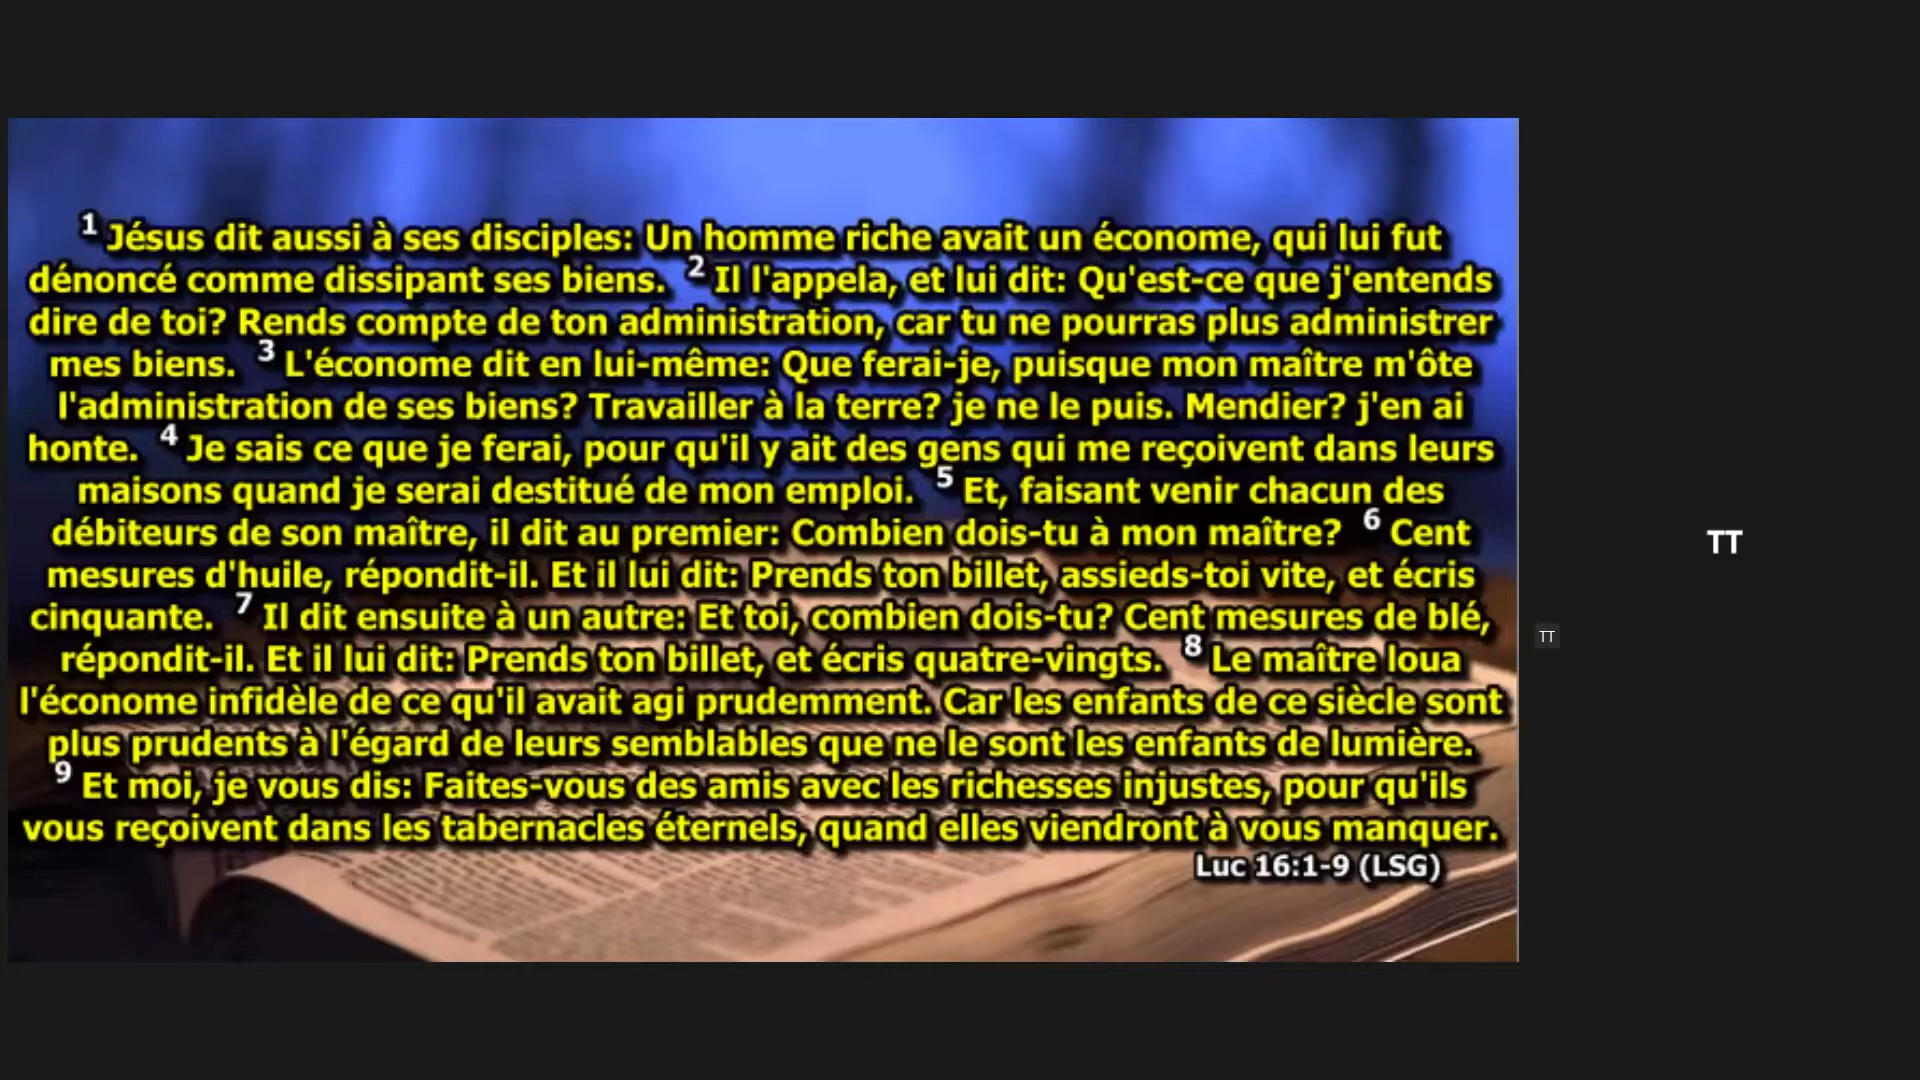 1 Jésus dit aussi à ses disciples: Un homme riche avait un économe, qui lui fut
dénoncé comme dissipant ses biens. 2 Il l'appela, et lui dit: Qu'est-ce que j'entends
dire de toi? Rends compte de ton administration, car tu ne pourras plus administrer
mes biens. 3 L'économe dit en lui-même: Que ferai-je, puisque mon maître m'ôte
l'administration de ses biens? Travailler à la terre? je ne le puis. Mendier? j'en ai
honte. 4 Je sais ce que je ferai, pour qu'il y ait des gens qui me reçoivent dans leurs
maisons quand je serai destitué de mon emploi. 5 Et, faisant venir chacun des
débiteurs de son maître, il dit au premier: Combien dois-tu à mon maître? 6 Cent
mesures d'huile, répondit-il. Et il lui dit: Prends ton billet, assieds-toi vite, et écris
cinquante. 7 Il dit ensuite à un autre: Et toi, combien dois-tu? Cent mesures de blé,
répondit-il. Et il lui dit: Prends ton billet, et écris quatre-vingts. 8 Le maître loua
l'économe infidèle de ce qu'il avait agi prudemment. Car les enfants de ce siècle sont
plus prudents à l'égard de leurs semblables que ne le sont les enfants de lumière.
9 Et moi, je vous dis: Faites-vous des amis avec les richesses injustes, pour qu'ils
vous reçoivent dans les tabernacles éternels, quand elles viendront à vous manquer.
Luc 16:1-9 (LSG)
TT
TT